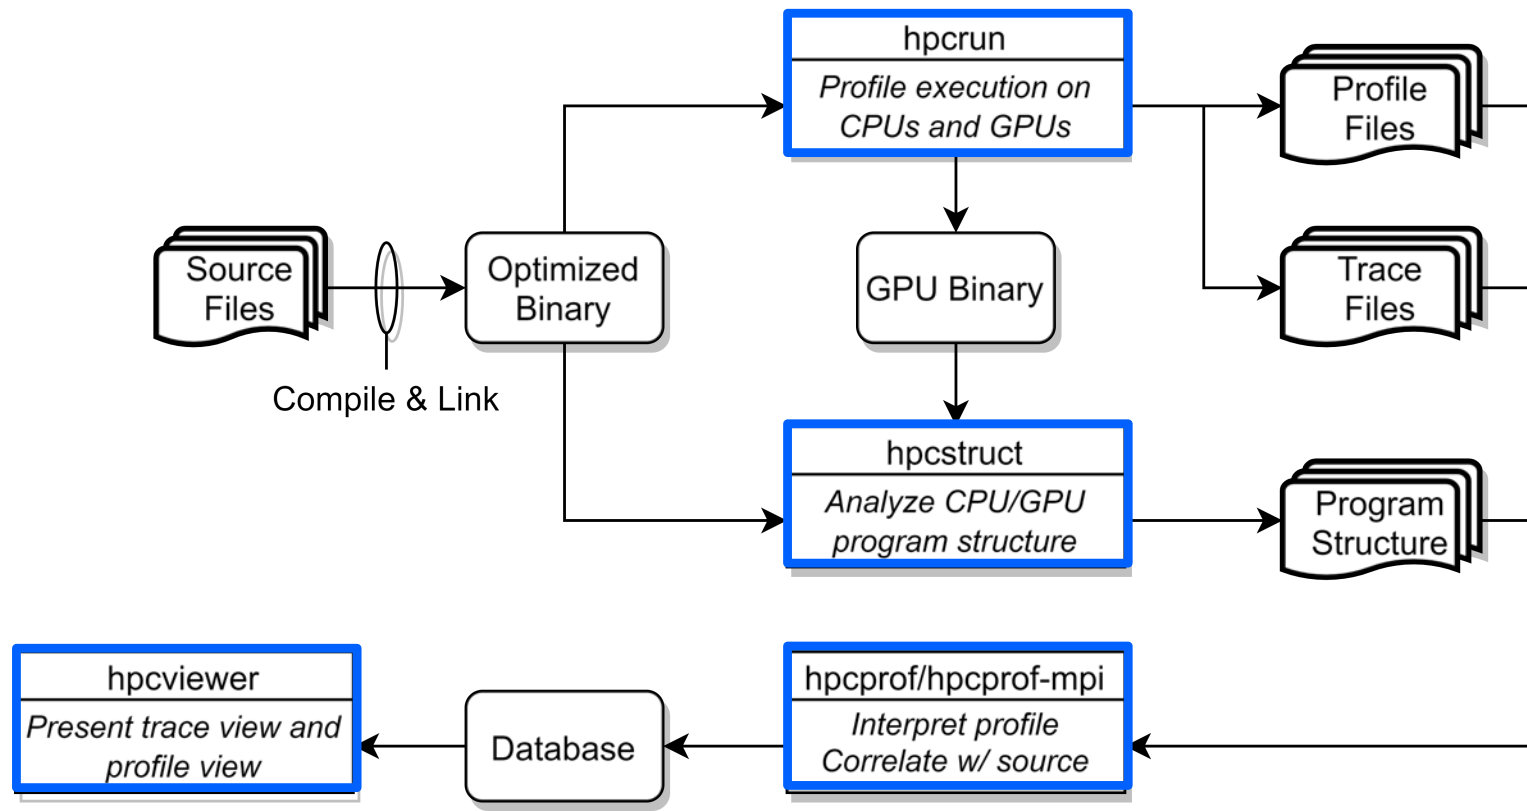 hpcrun
Profile execution on
CPUs and GPUs
Profile
Files
Source
Files
Optimized
Binary
GPU Binary
Trace
Files
Compile & Link
hpcstruct
Analyze CPU/GPU
program structure
Program
Structure
hpcviewer
Present trace view and
profile view
Database
hpcprof/hpcprof-mpi
Interpret profile
Correlate w/ source